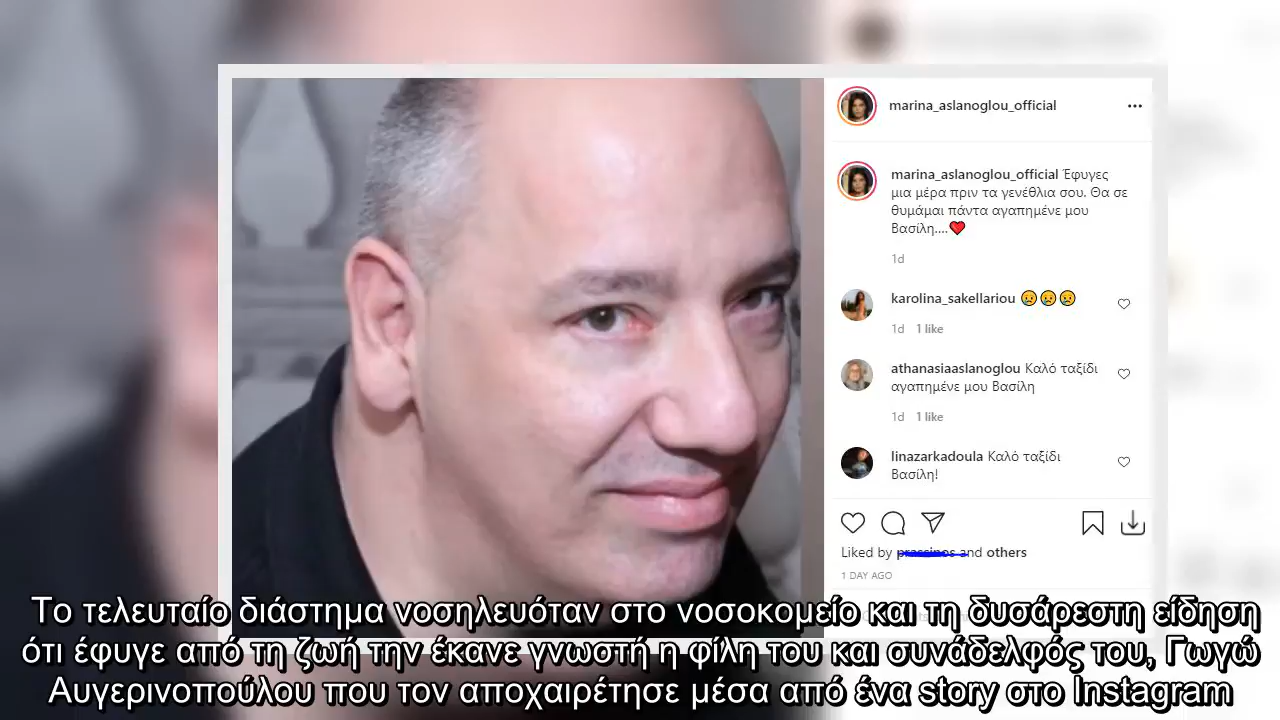 marina_aslanoglou_official
marina_aslanoglou_official Έφυγες
μια μέρα πριν τα γενέθλια σου. Θα σε
θυμάμαι πάντα αγαπημένε μου
Βασίλη....❤️
1d
karolina_sakellariou 😢😢😢
1d 1 like
athanasiaaslanoglou Καλό ταξίδι
αγαπημένε μου Βασίλη
1d 1 like
linazarkadoula Καλό ταξίδι
Βασίλη!
Liked by and others
1 DAY AGO
Το τελευταίο διάστημα νοσηλευόταν στο νοσοκομείο και τη δυσάρεστη είδηση
ότι έφυγε από τη ζωή την έκανε γνωστή η φίλη του και συνάδελφός του, Γωγώ
Αυγερινοπούλου που τον αποχαιρέτησε μέσα από ένα story στο Instagram